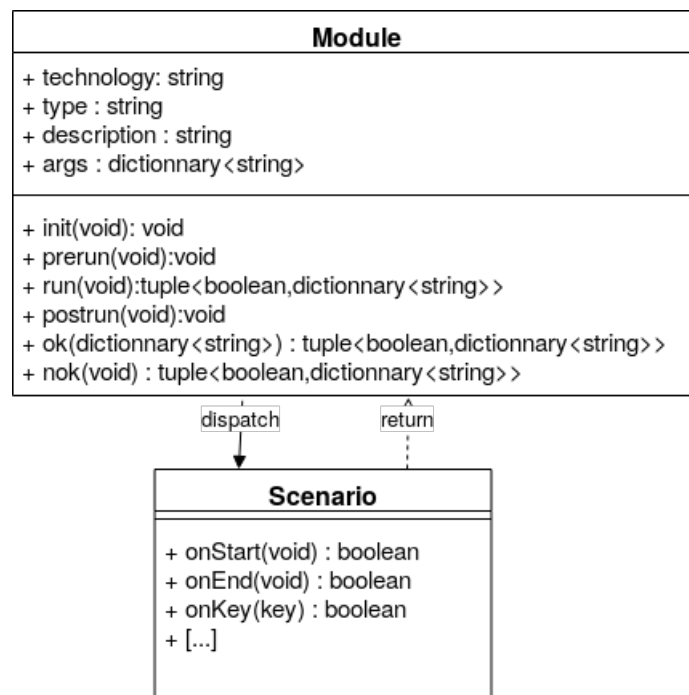 Module
+ technology: string
+ type : string
+ description : string
+ args : dictionnary<string>
+ init(void): void
+ prerun(void):void
+ run(void):tuple<boolean,dictionnary<string>>
+ postrun(void):void
+ ok(dictionnary<string>) : tuple<boolean,dictionnary<string>>
+ nok(void) : tuple<boolean,dictionnary<string>>
dispatch
return
Scenario
+ onStart(void) : boolean
+ onEnd(void) : boolean
+ onKey(key) : boolean
+ [...]